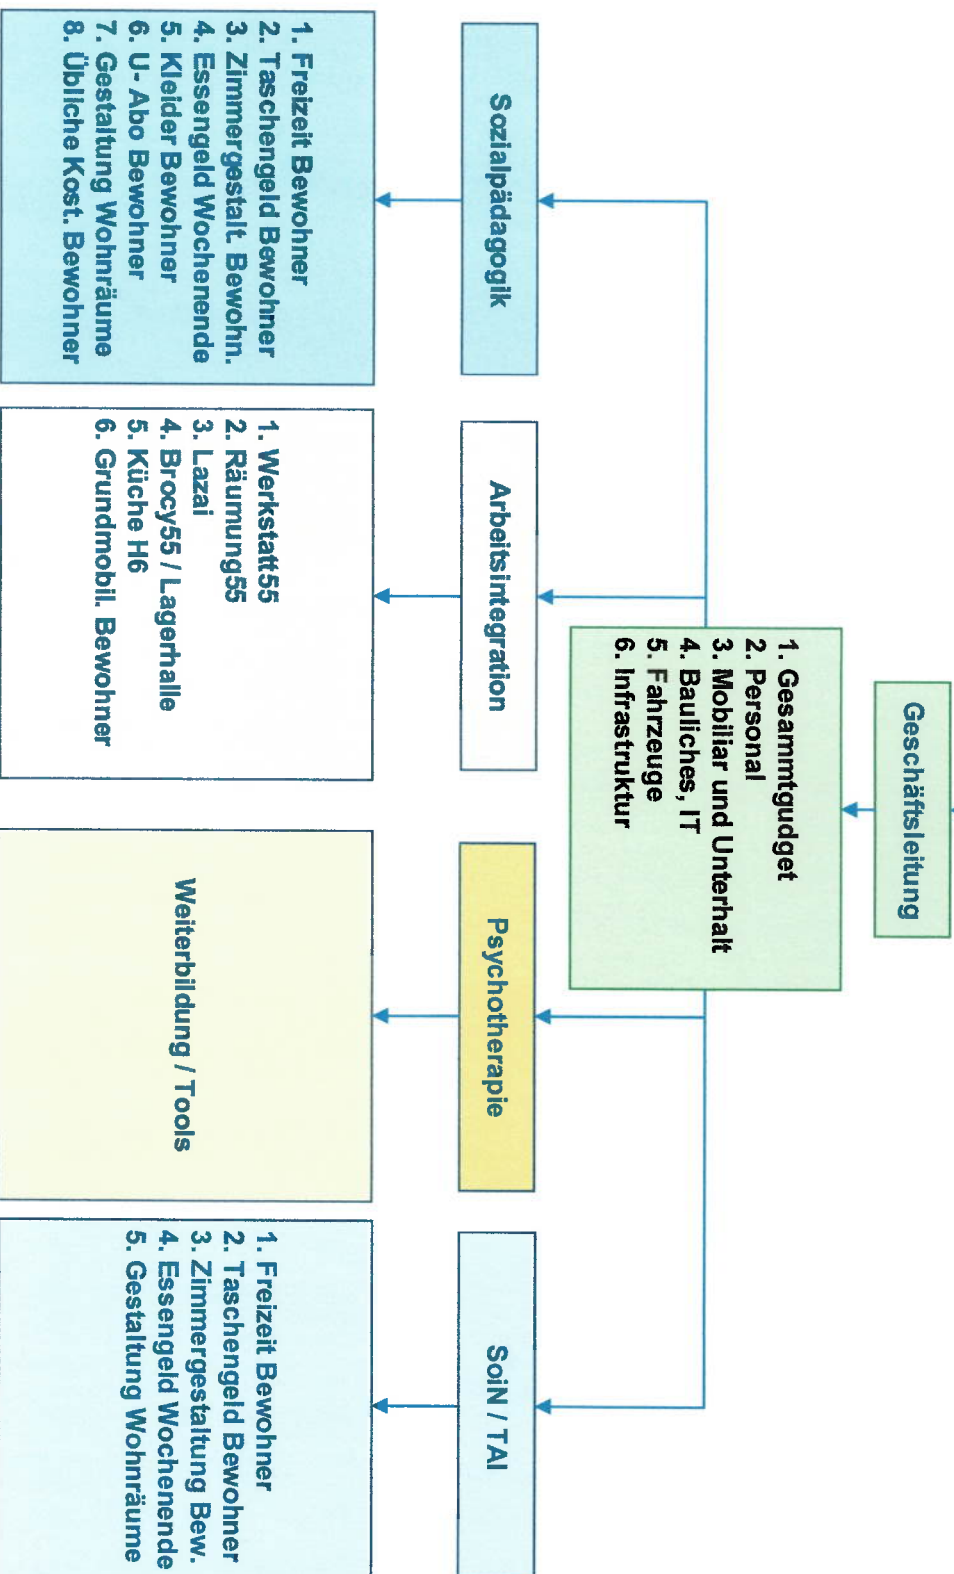 Geschäftsleitung
1. Gesammtgudget
2. Personal
3. Mobiliar und Unterhalt
4. Bauliches, IT
5. Fahrzeuge
6. Infrastruktur
Sozialpädagogik
1. Freizeit Bewohner
2. Taschengeld Bewohner
3. Zimmergestalt. Bewohn.
4. Essengeld Wochenende
5. Kleider Bewohner
6. U- Abo Bewohner
7. Gestaltung Wohnräume
8. Übliche Kost. Bewohner
Arbeitsintegration
1. Werkstatt55
2. Räumung55
3. Lazai
4. Brocy55 / Lagerhalle
5. Küche H6
6. Grundmobil. Bewohner
Psychotherapie
Weiterbildung / Tools
SoiN / TAI
1. Freizeit Bewohner
2. Taschengeld Bewohner
3. Zimmergestaltung Bew.
4. Essengeld Wochenende
5. Gestaltung Wohnräume